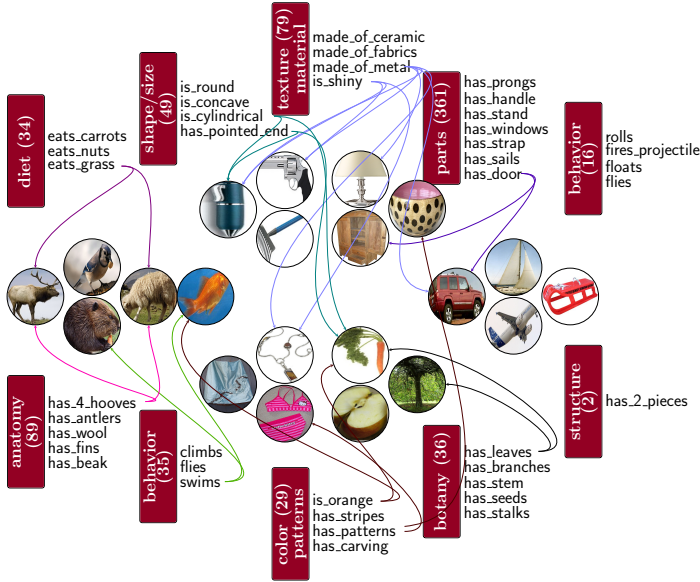 texture (79)
material
made_of_ceramic
made_of_fabrics
made_of_metal
is_shiny
shape/size
(49)
is_round
is_concave
is_cylindrical
has_pointed_end
parts (361)
has_prongs
has_handle
has_stand
has_windows
has_strap
has_sails
has_door
diet (34)
eats_carrots
eats_nuts
eats_grass
behavior
(16)
rolls
fires_projectile
floats
flies
anatomy
(89)
has_4_hooves
has_antlers
has_wool
has_fins
has_beak
behavior
(35)
climbs
flies
swims
color (29)
patterns
is_orange
has_stripes
has_patterns
has_carving
botany (36)
has_leaves
has_branches
has_stem
has_seeds
has_stalks
structure
(2)
has_2_pieces